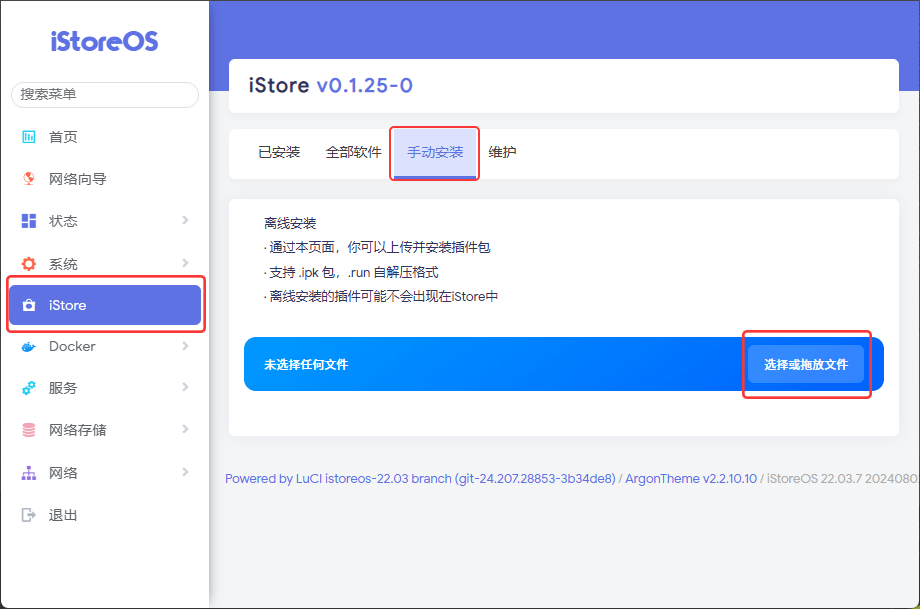 iStoreOS
搜索菜单
首页
网络向导
状态
系统
iStore
Docker
服务
网络存储
网络
退出
iStore v0.1.25-0
已安装 全部软件 手动安装 维护
离线安装
· 通过本页面，你可以上传并安装插件包
· 支持 .ipk 包，.run 自解压格式
· 离线安装的插件可能不会出现在iStore中
未选择任何文件 选择或拖放文件
Powered by LuCI istoreos-22.03 branch (git-24.207.28853-3b34de8) / ArgonTheme v2.2.10.10 / iStoreOS 22.03.7 2024080